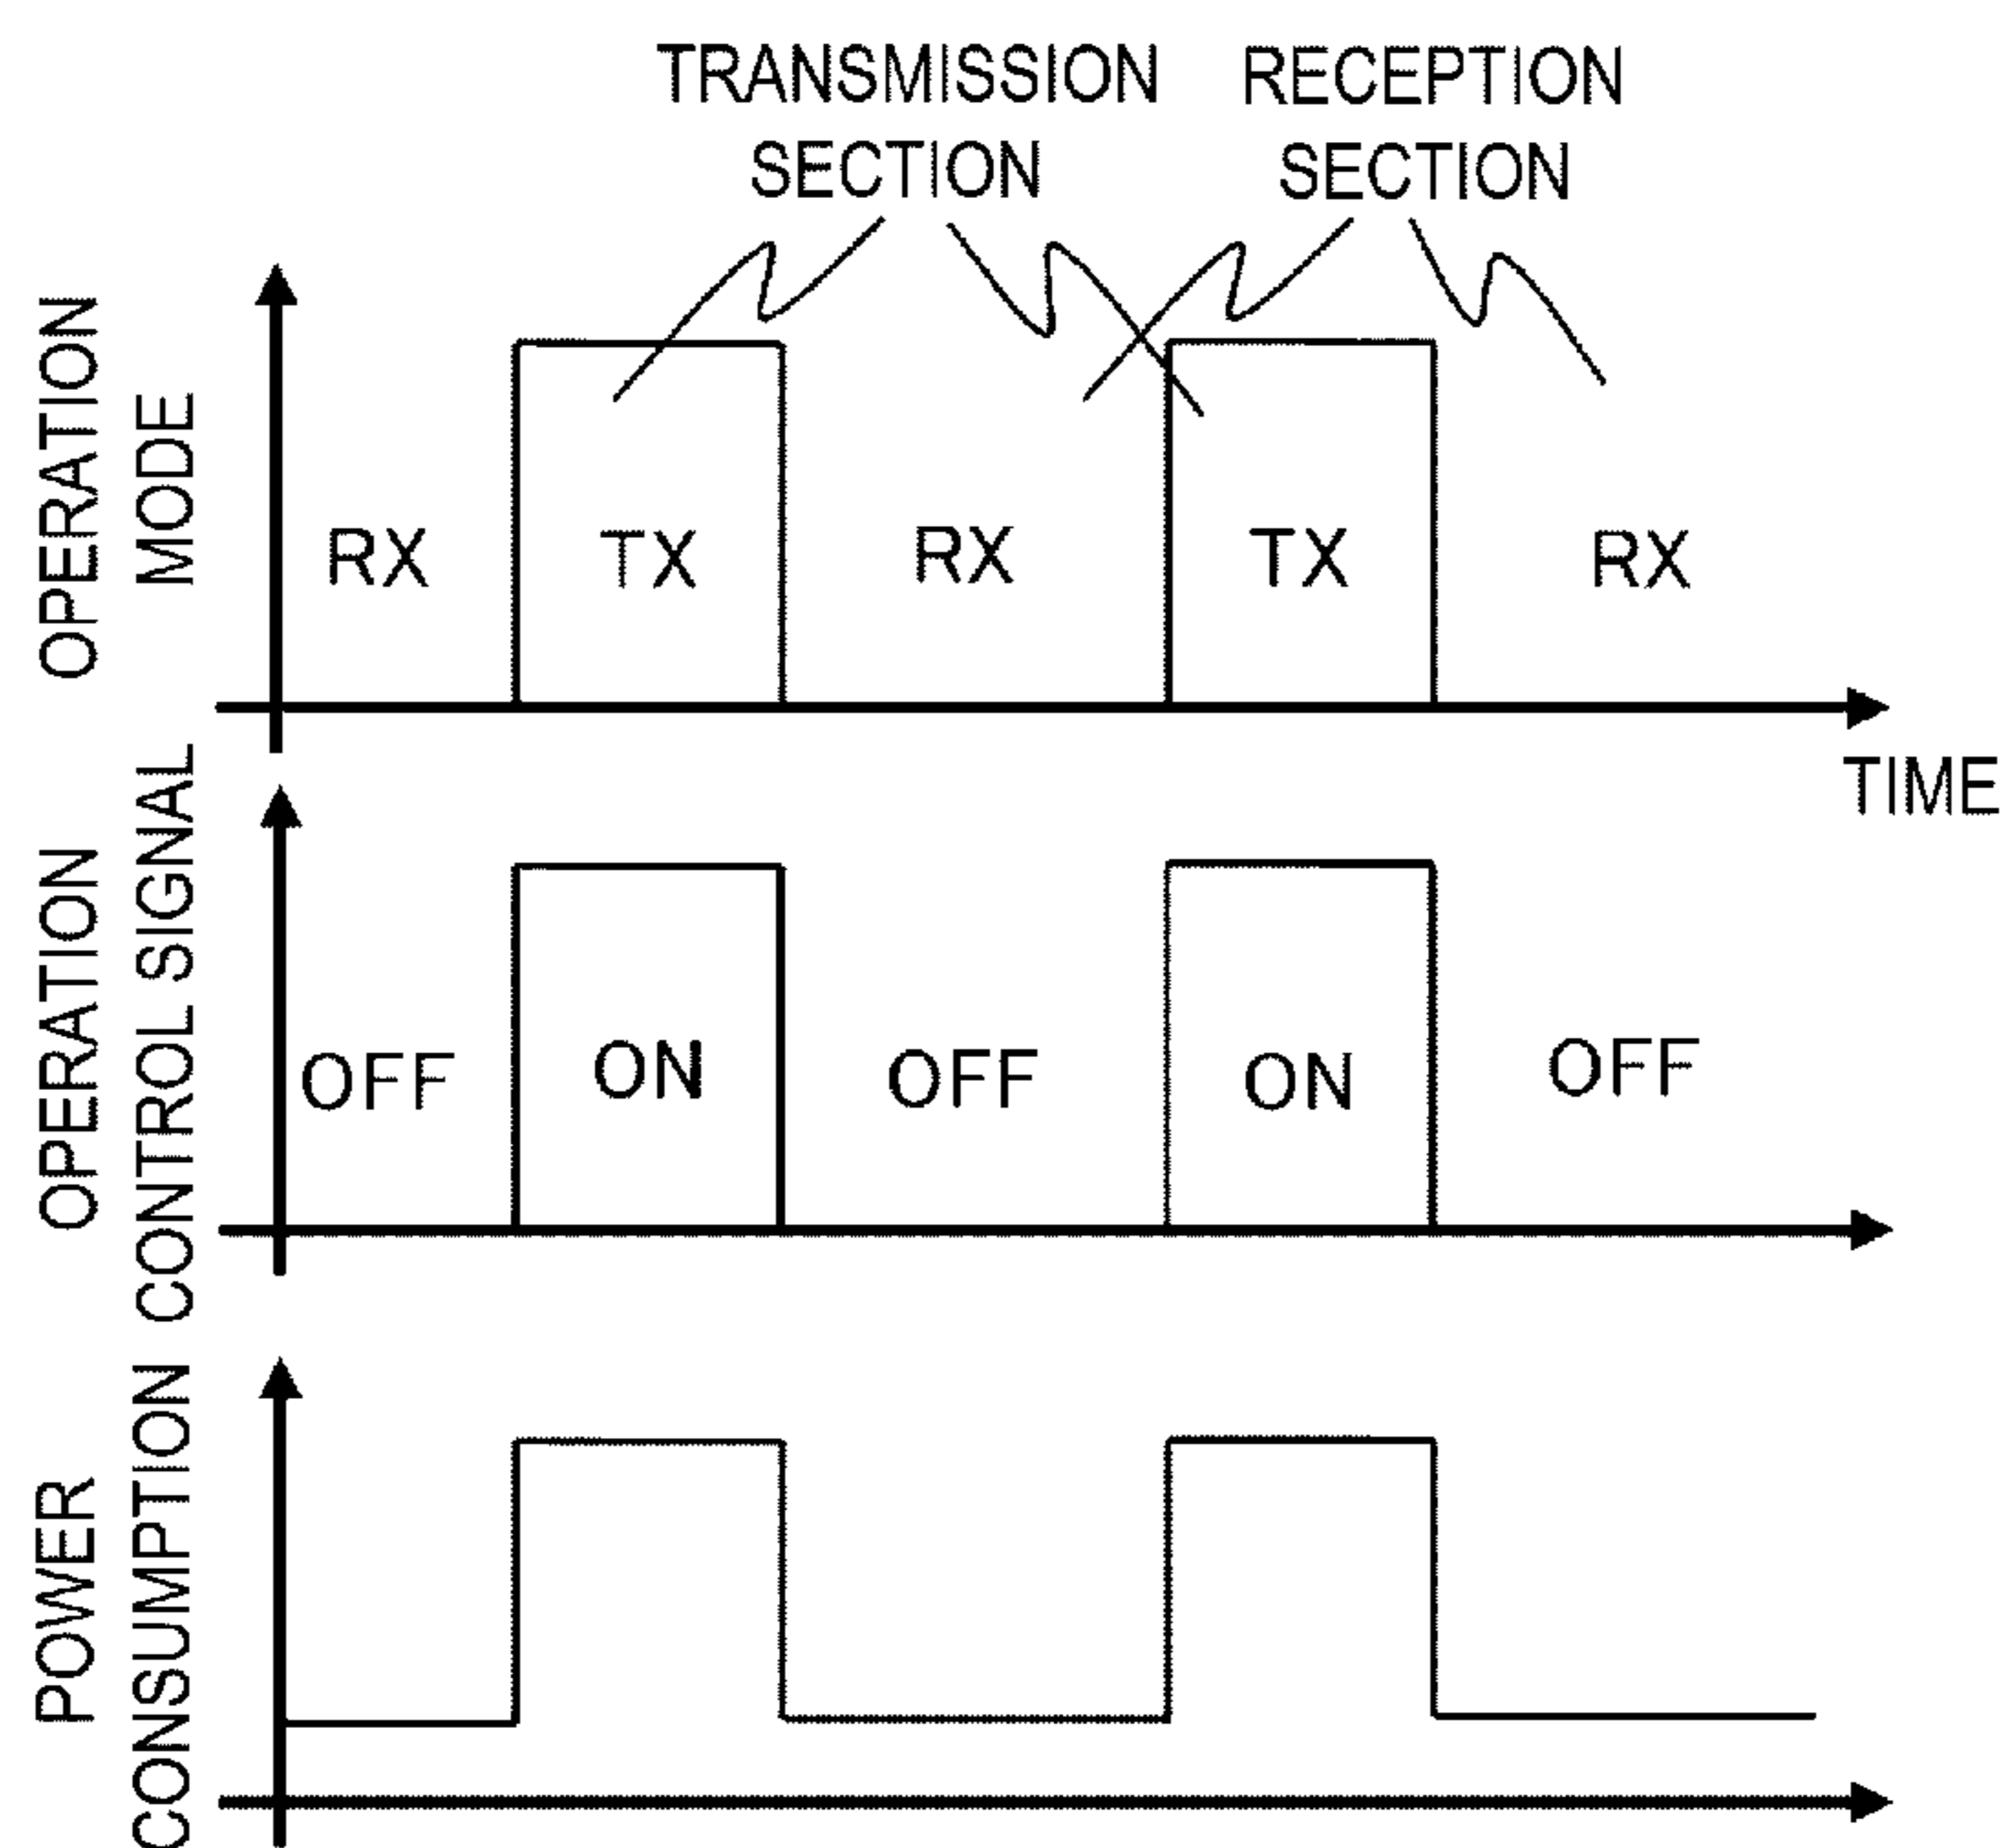 TRANSMISSION
SECTION
RECEPTION
SECTION
OPERATION
MODE
RX
TX
RX
TX
RX
TIME
OPERATION
CONTROL SIGNAL
OFF
ON
OFF
ON
OFF
POWER
CONSUMPTION